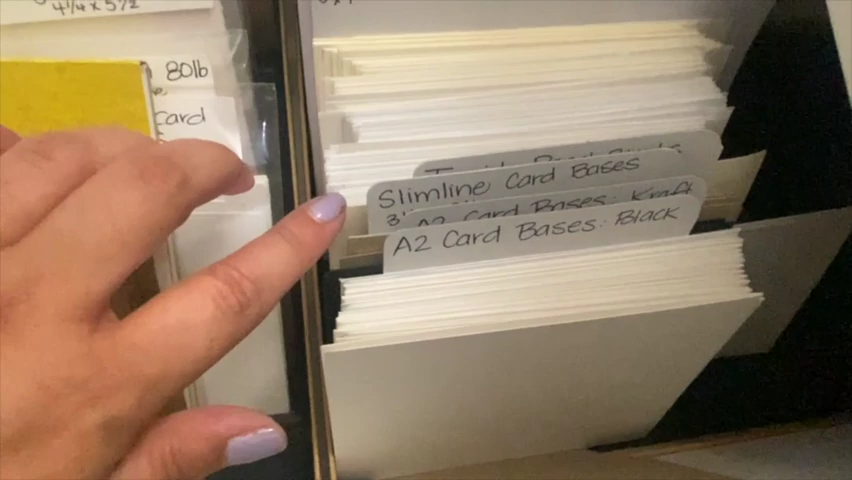 4 1/4 x 5 1/2
80lb
card
Slimline Card Bases
3
A2 Card Bases: Kraft
A2 Card Bases: Black